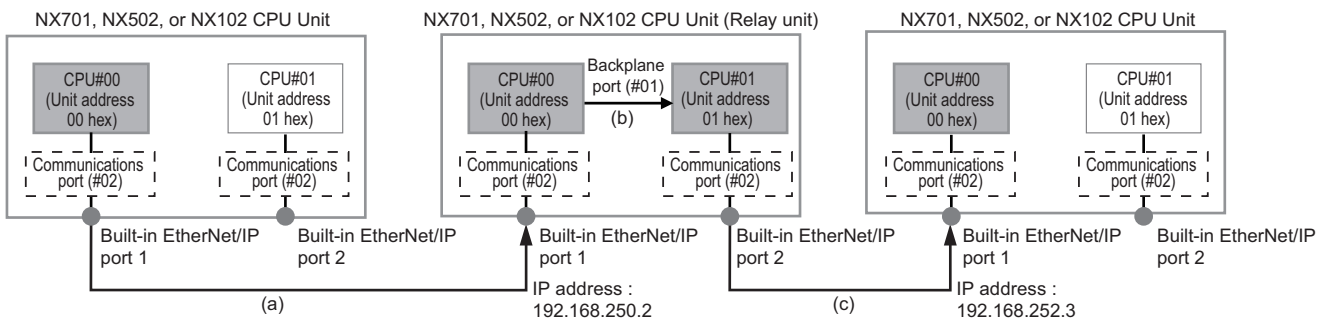 NX701, NX502, or NX102 CPU Unit
CPU#00
(Unit address
00 hex)
CPU#01
(Unit address
01 hex)
Communications
port (#02)
Communications
port (#02)
Built-in EtherNet/IP
port 1
Built-in EtherNet/IP
port 2
(a)
NX701, NX502, or NX102 CPU Unit (Relay unit)
CPU#00
(Unit address
00 hex)
Backplane
port (#01)
(b)
CPU#01
(Unit address
01 hex)
Communications
port (#02)
Communications
port (#02)
Built-in EtherNet/IP
port 1
IP address :
192.168.250.2
Built-in EtherNet/IP
port 2
(c)
NX701, NX502, or NX102 CPU Unit
CPU#00
(Unit address
00 hex)
CPU#01
(Unit address
01 hex)
Communications
port (#02)
Communications
port (#02)
Built-in EtherNet/IP
port 1
IP address :
192.168.252.3
Built-in EtherNet/IP
port 2